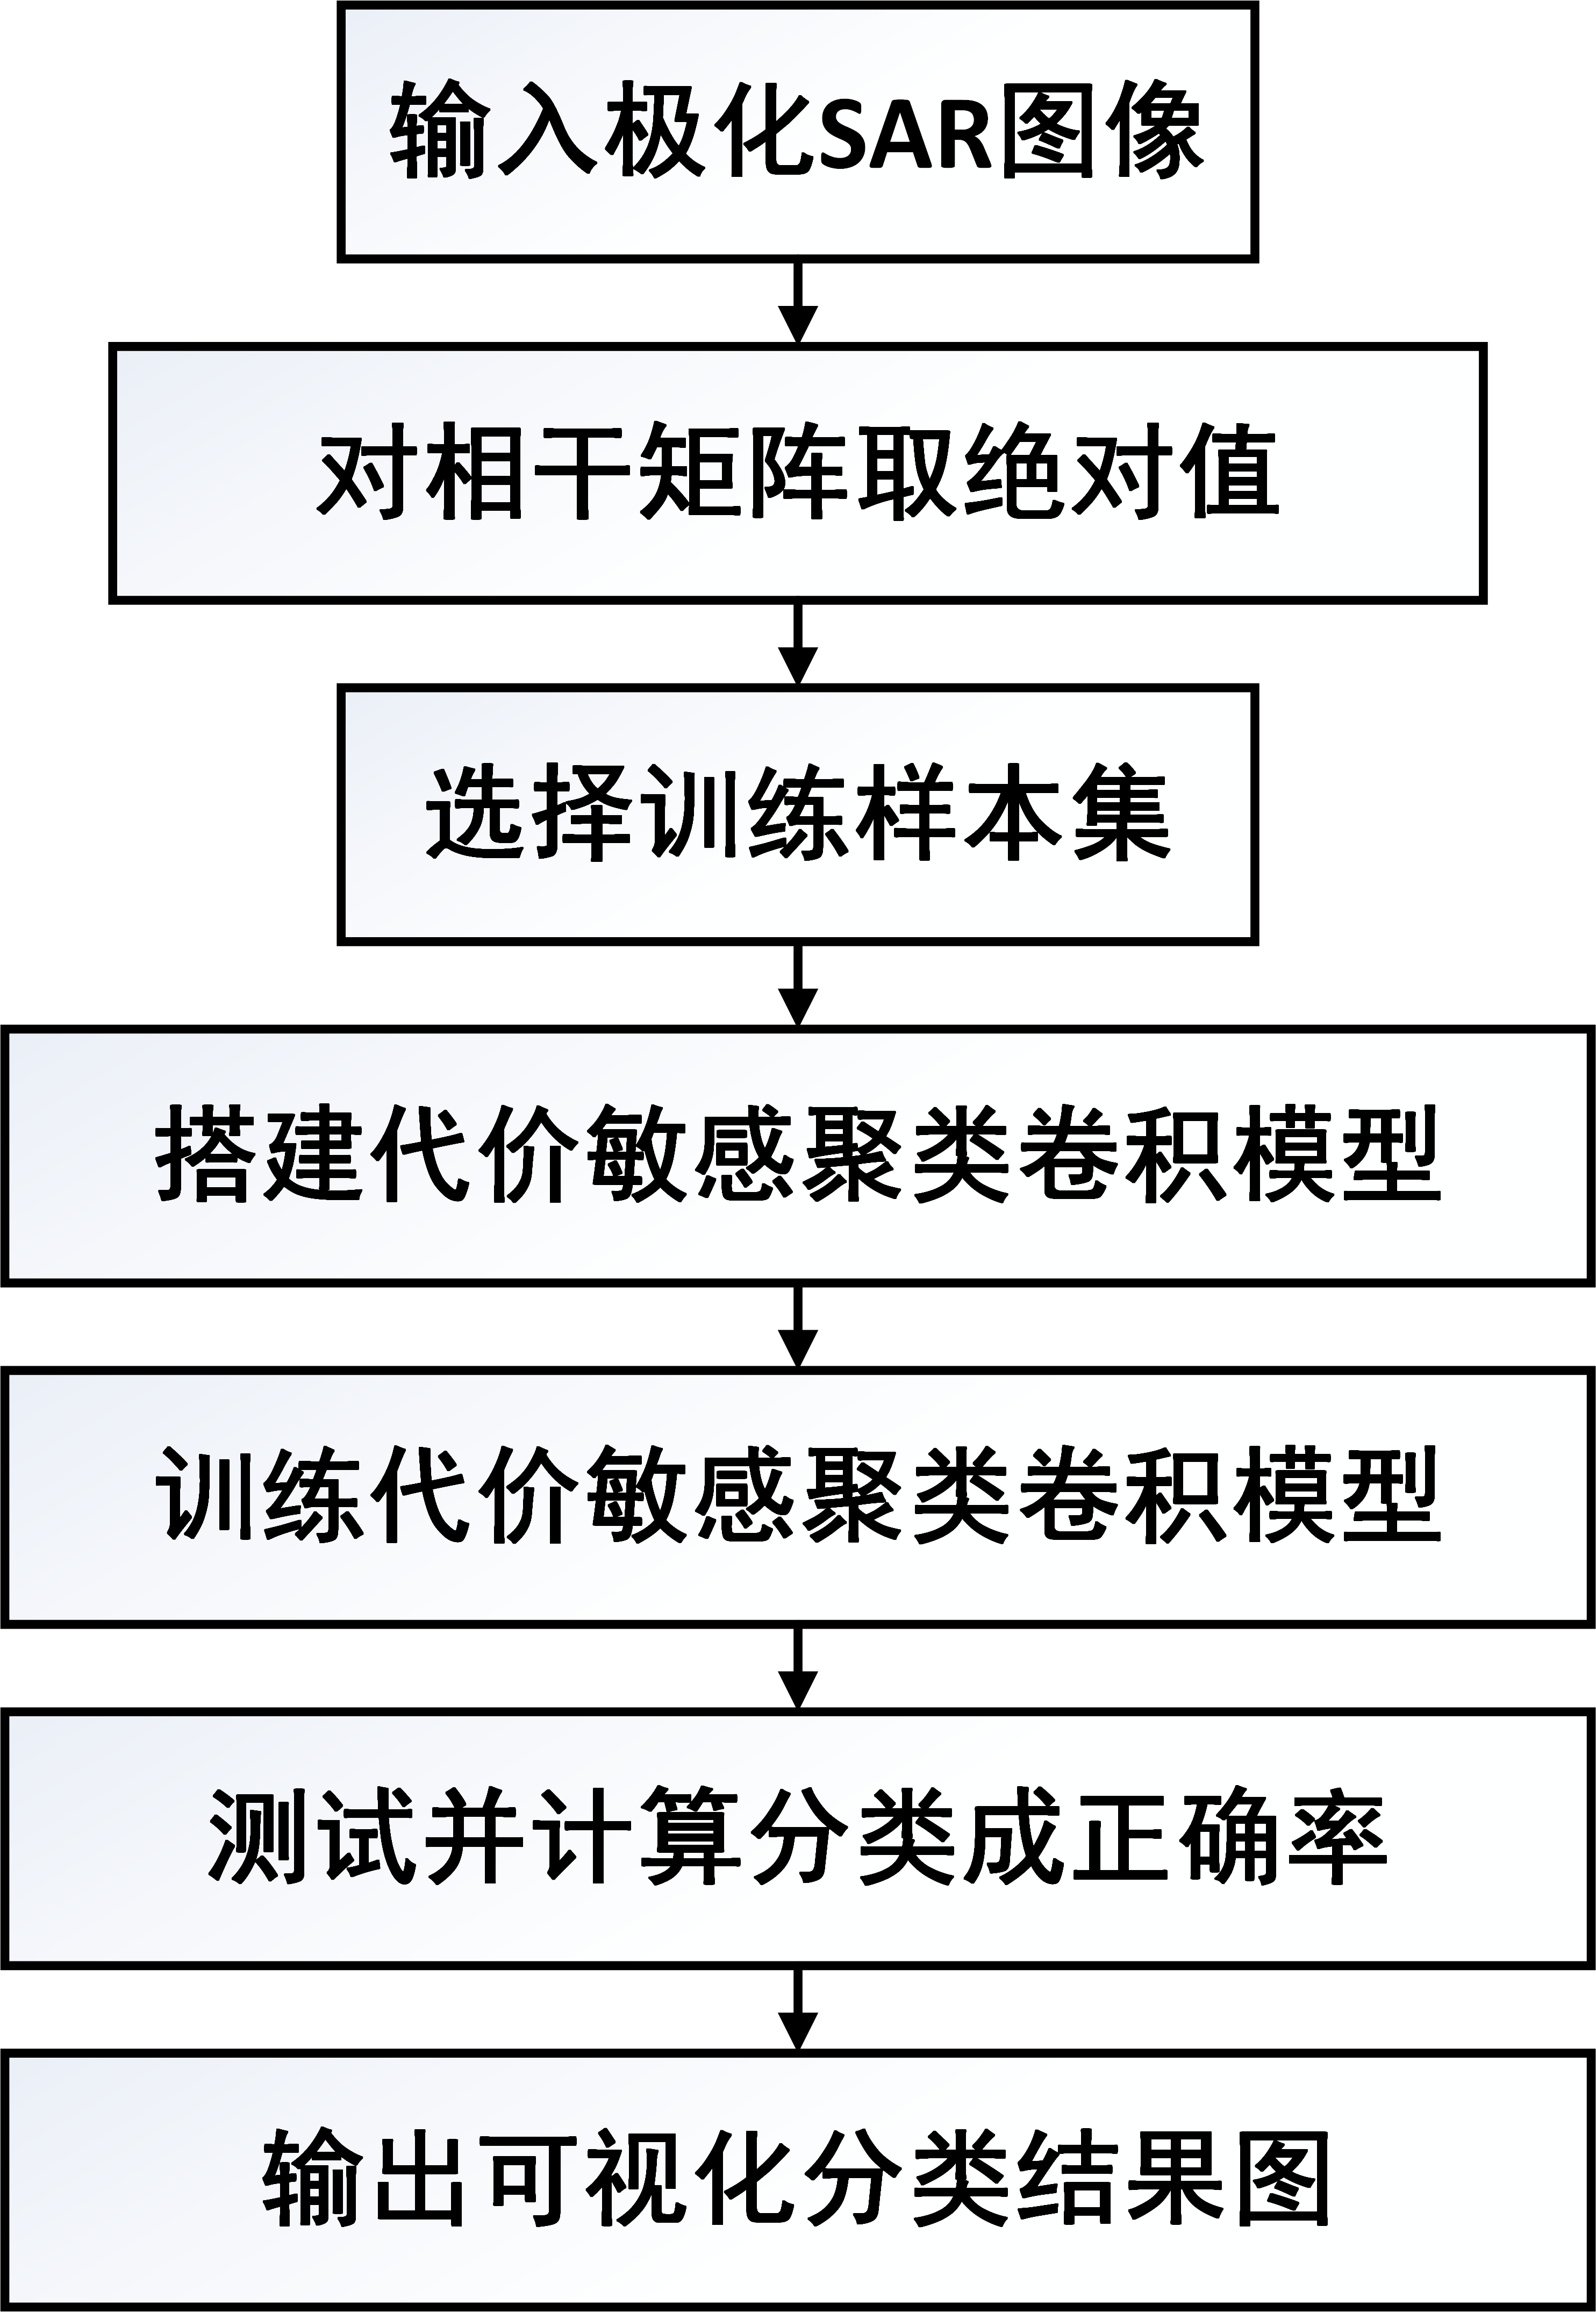 输入极化SAR图像
对相干矩阵取绝对值
选择训练样本集
搭建代价敏感聚类卷积模型
训练代价敏感聚类卷积模型
测试并计算分类成正确率
输出可视化分类结果图